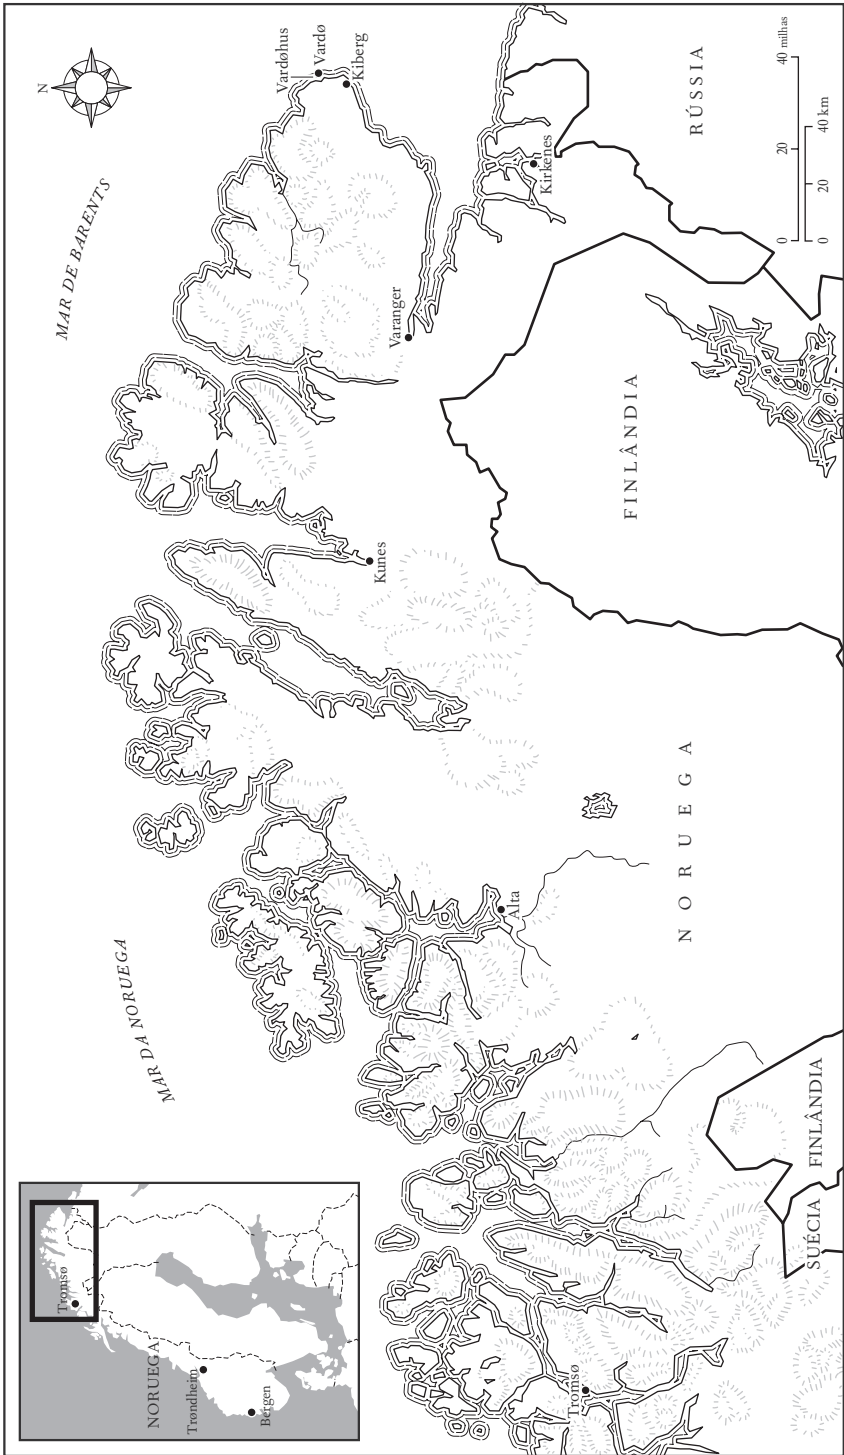 N
MAR DE BARENTS
MAR DA NORUEGA
Vardøhus
Vardø
Kiberg
Kirkenes
Varanger
Kunes
Alta
Tromsø
RÚSSIA
FINLÂNDIA
NORUEGA
FINLÂNDIA
SUÉCIA
0 20 40 milhas
0 20 40 km
Tromsø
NORUEGA
Trøndheim
Bergen